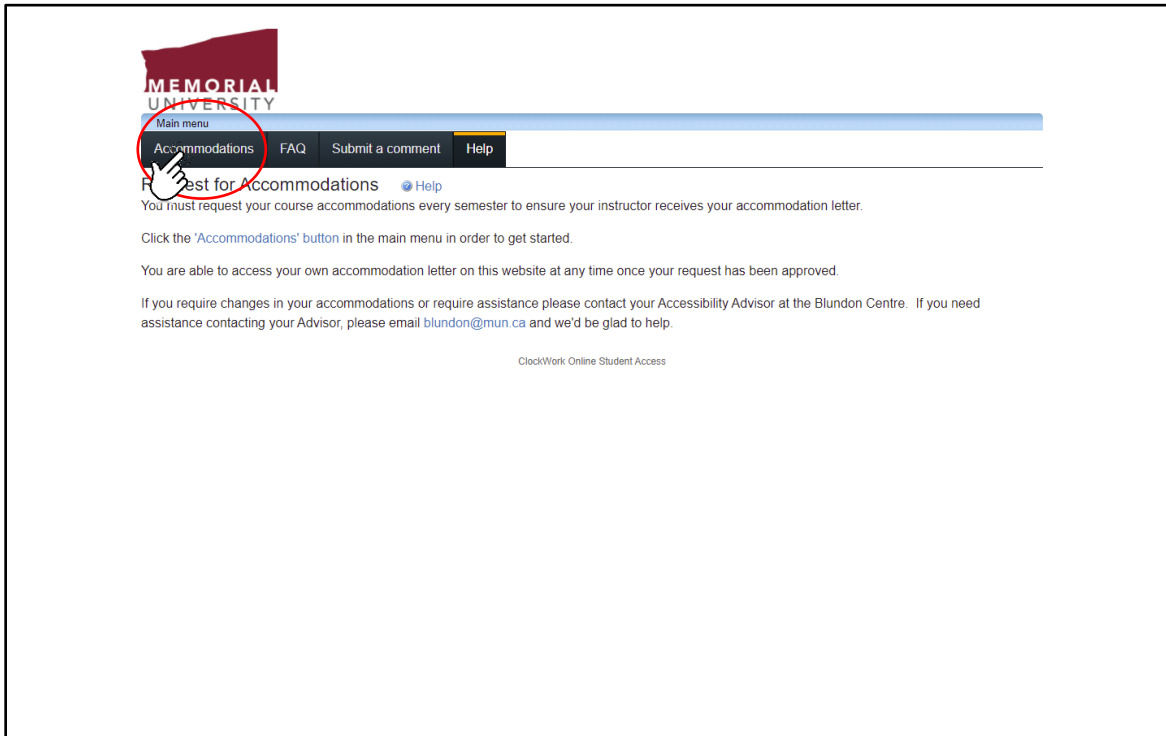 MEMORIAL
UNIVERSITY
Main menu
Accommodations FAQ Submit a comment Help
Request for Accommodations Help
You must request your course accommodations every semester to ensure your instructor receives your accommodation letter.
Click the 'Accommodations' button in the main menu in order to get started.
You are able to access your own accommodation letter on this website at any time once your request has been approved.
If you require changes in your accommodations or require assistance please contact your Accessibility Advisor at the Blundon Centre. If you need
assistance contacting your Advisor, please email blundon@mun.ca and we'd be glad to help.
ClockWork Online Student Access